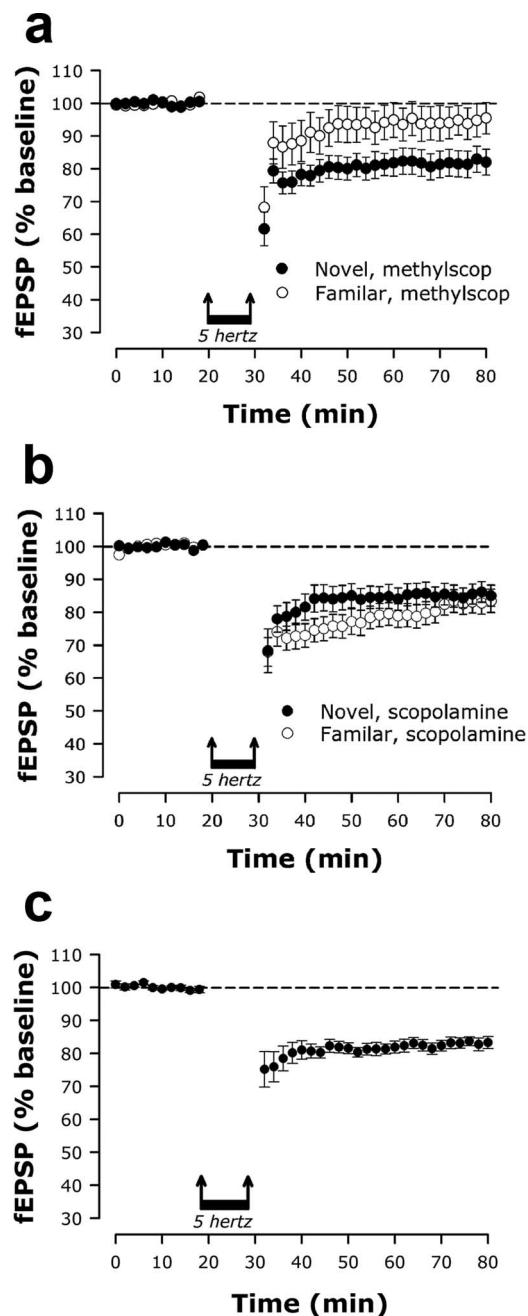 a
fEPSP (% baseline)
110
100
90
80
70
60
50
40
30
Novel, methylscop
Familar, methylscop
5 hertz
0 10 20 30 40 50 60 70 80
Time (min)
b
fEPSP (% baseline)
110
100
90
80
70
60
50
40
30
Novel, scopolamine
Familar, scopolamine
5 hertz
0 10 20 30 40 50 60 70 80
Time (min)
c
fEPSP (% baseline)
110
100
90
80
70
60
50
40
30
5 hertz
0 10 20 30 40 50 60 70 80
Time (min)